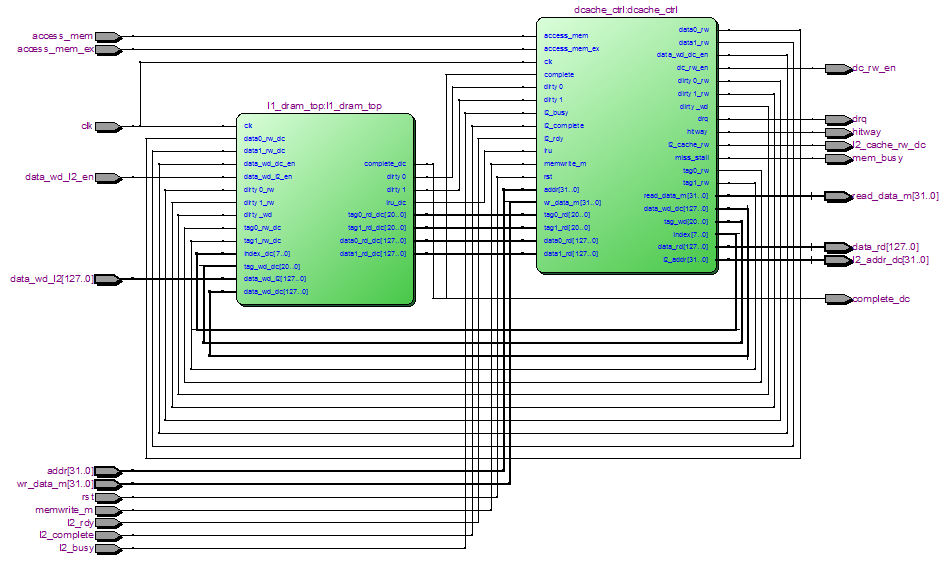 dcache_ctrl:dcache_ctrl
access_mem
access_mem_ex
clk
data_wd_l2_en
data_wd_l2[127..0]
addr[31..0]
wr_data_m[31..0]
rst
memwrite_m
l2_rdy
l2_complete
l2_busy
l1_dram_top:l1_dram_top
clk
data0_rw_dc
data1_rw_dc
data_wd_dc_en
data_wd_l2_en
dirty 0_rw
dirty 1_rw
dirty _wd
tag0_rw_dc
tag1_rw_dc
index_dc[7..0]
tag_wd_dc[20..0]
data_wd_l2[127..0]
data_wd_dc[127..0]
complete_dc
dirty 0
dirty 1
lru_dc
tag0_rd_dc[20..0]
tag1_rd_dc[20..0]
data0_rd_dc[127..0]
data1_rd_dc[127..0]
access_mem
access_mem_ex
clk
complete
dirty 0
dirty 1
l2_busy
l2_complete
l2_rdy
lru
memwrite_m
rst
addr[31..0]
wr_data_m[31..0]
tag0_rd[20..0]
tag1_rd[20..0]
data0_rd[127..0]
data1_rd[127..0]
data0_rw
data1_rw
data_wd_dc_en
dc_rw_en
dirty 0_rw
dirty 1_rw
dirty _wd
drq
hitway
l2_cache_rw
miss_stall
tag0_rw
tag1_rw
read_data_m[31..0]
data_wd_dc[127..0]
tag_wd[20..0]
index[7..0]
data_rd[127..0]
l2_addr[31..0]
dc_rw_en
drq
hitway
l2_cache_rw_dc
mem_busy
read_data_m[31..0]
data_rd[127..0]
l2_addr_dc[31..0]
complete_dc